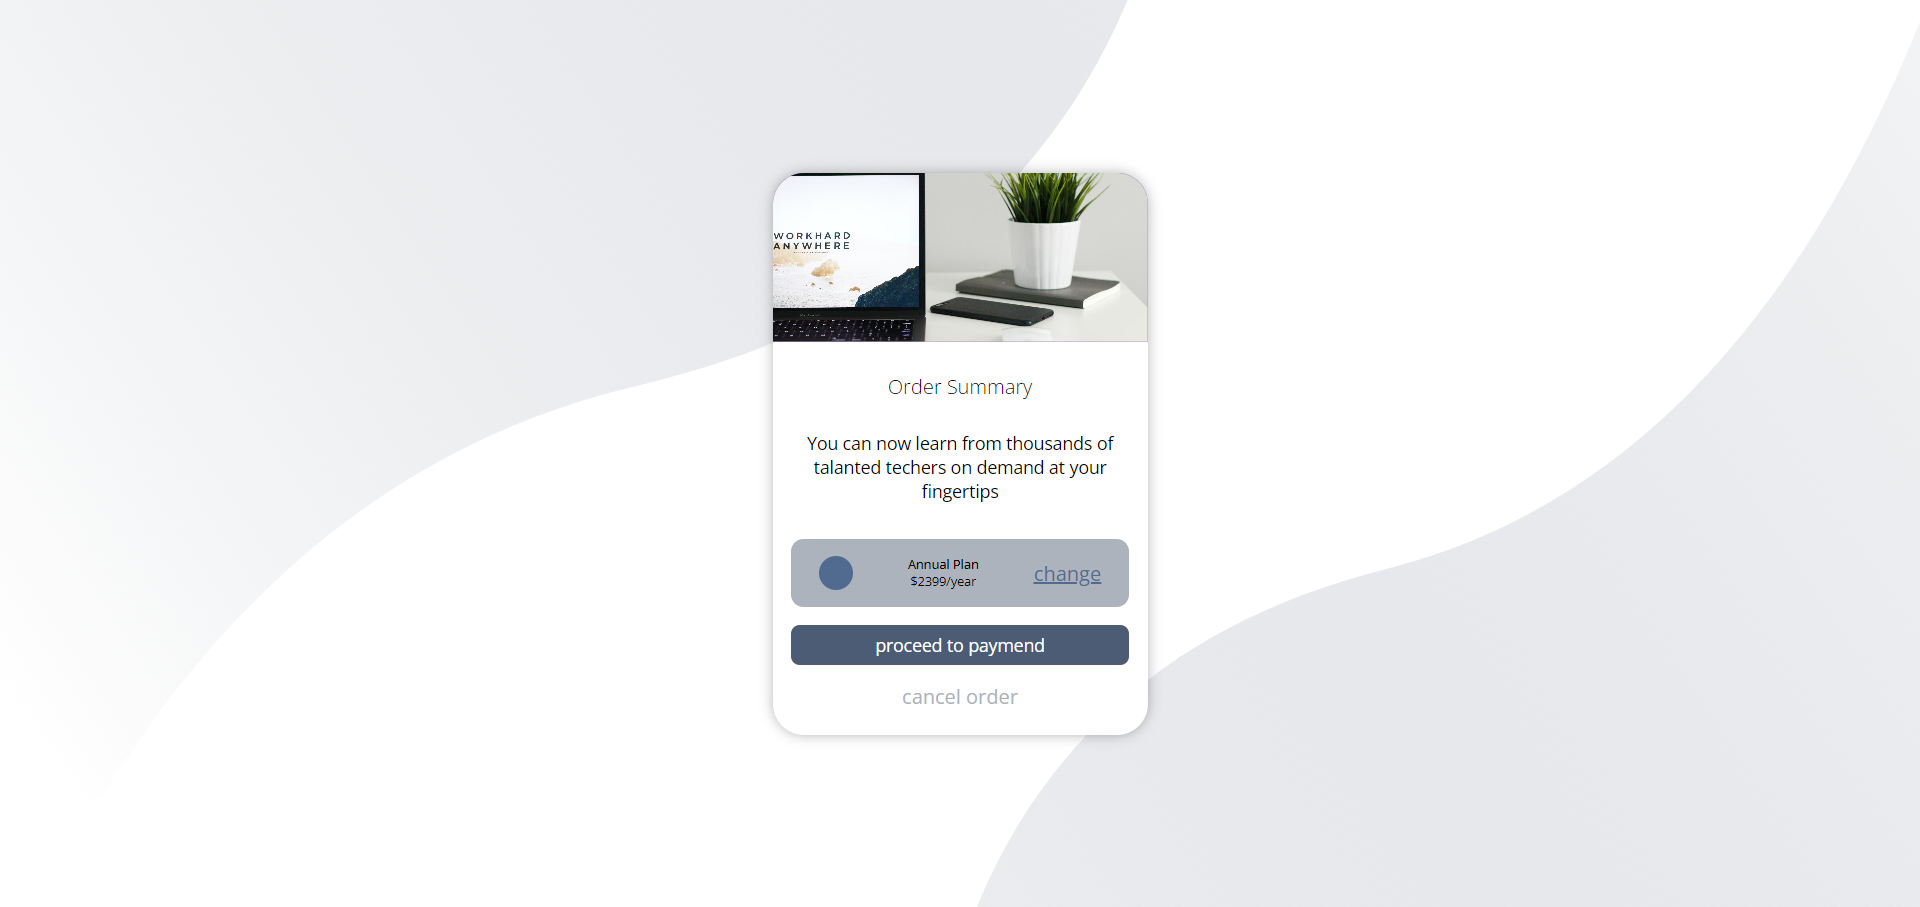 WORKHARD
ANYWHERE
Order Summary
You can now learn from thousands of
talanted techers on demand at your
fingertips
Annual Plan
$2399/year
change
proceed to paymend
cancel order